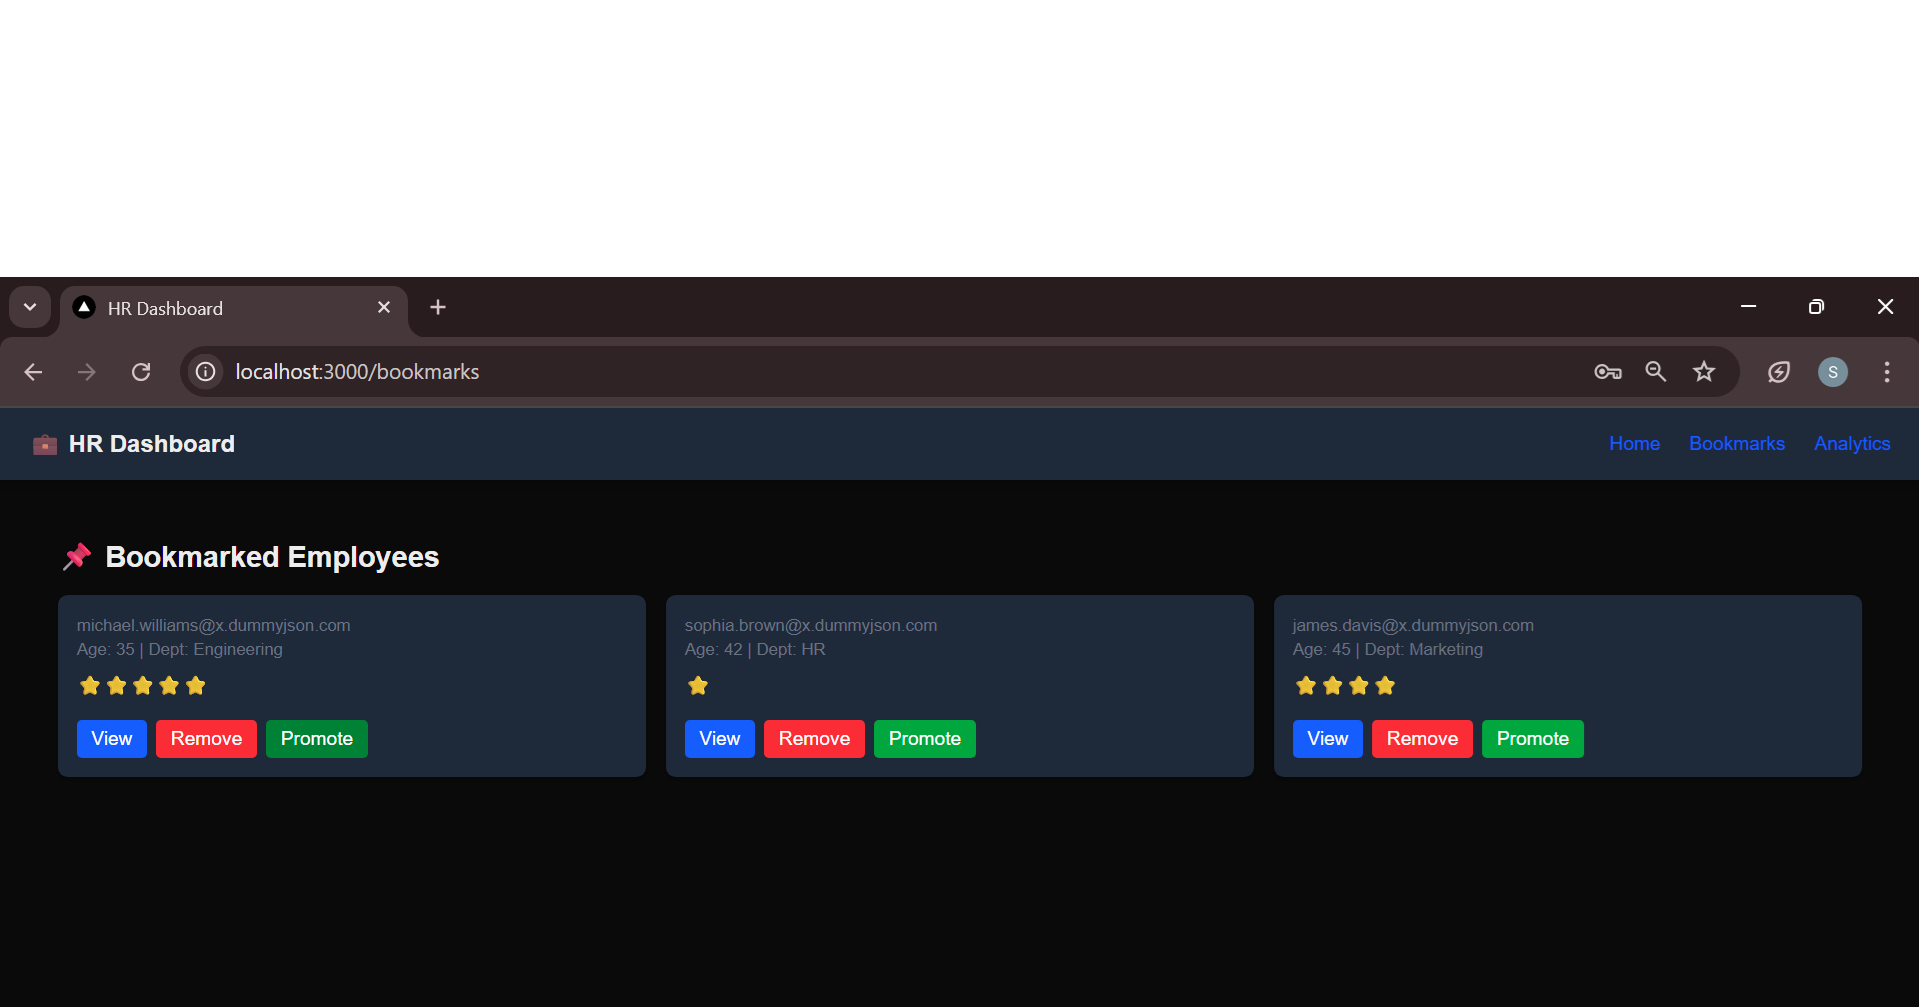 HR Dashboard
localhost:3000/bookmarks
S
HR Dashboard
Home Bookmarks Analytics
Bookmarked Employees
michael.williams@x.dummyjson.com
Age: 35 | Dept: Engineering
View Remove Promote
sophia.brown@x.dummyjson.com
Age: 42 | Dept: HR
View Remove Promote
james.davis@x.dummyjson.com
Age: 45 | Dept: Marketing
View Remove Promote